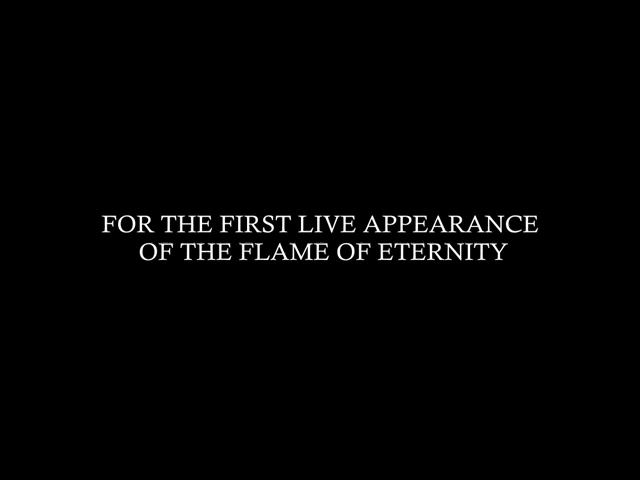 FOR THE FIRST LIVE APPEARANCE
OF THE FLAME OF ETERNITY